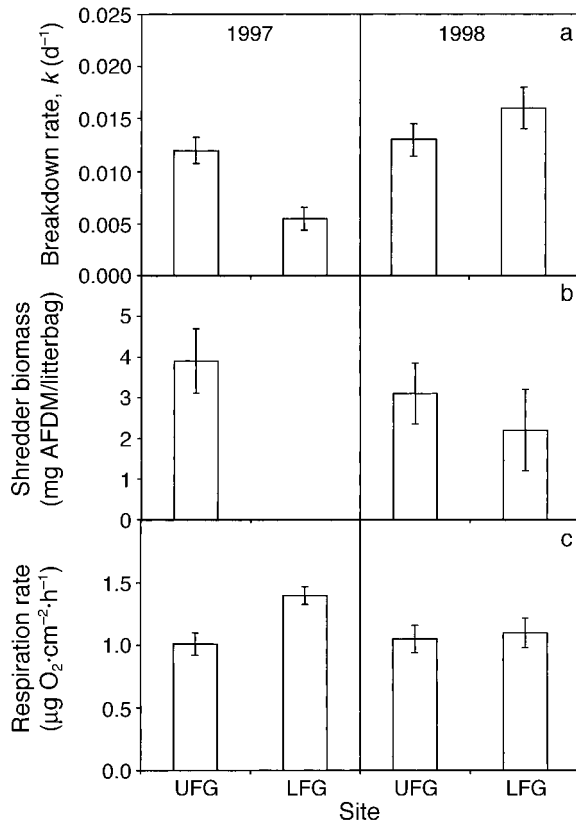 1997
1998
a
Breakdown rate, k (d⁻¹)
0.025
0.020
0.015
0.010
0.005
0.000
b
Shredder biomass
(mg AFDM/litterbag)
5
4
3
2
1
0
c
Respiration rate
(µg O₂·cm⁻²·h⁻¹)
1.5
1.0
0.5
0.0
UFG
LFG
UFG
LFG
Site